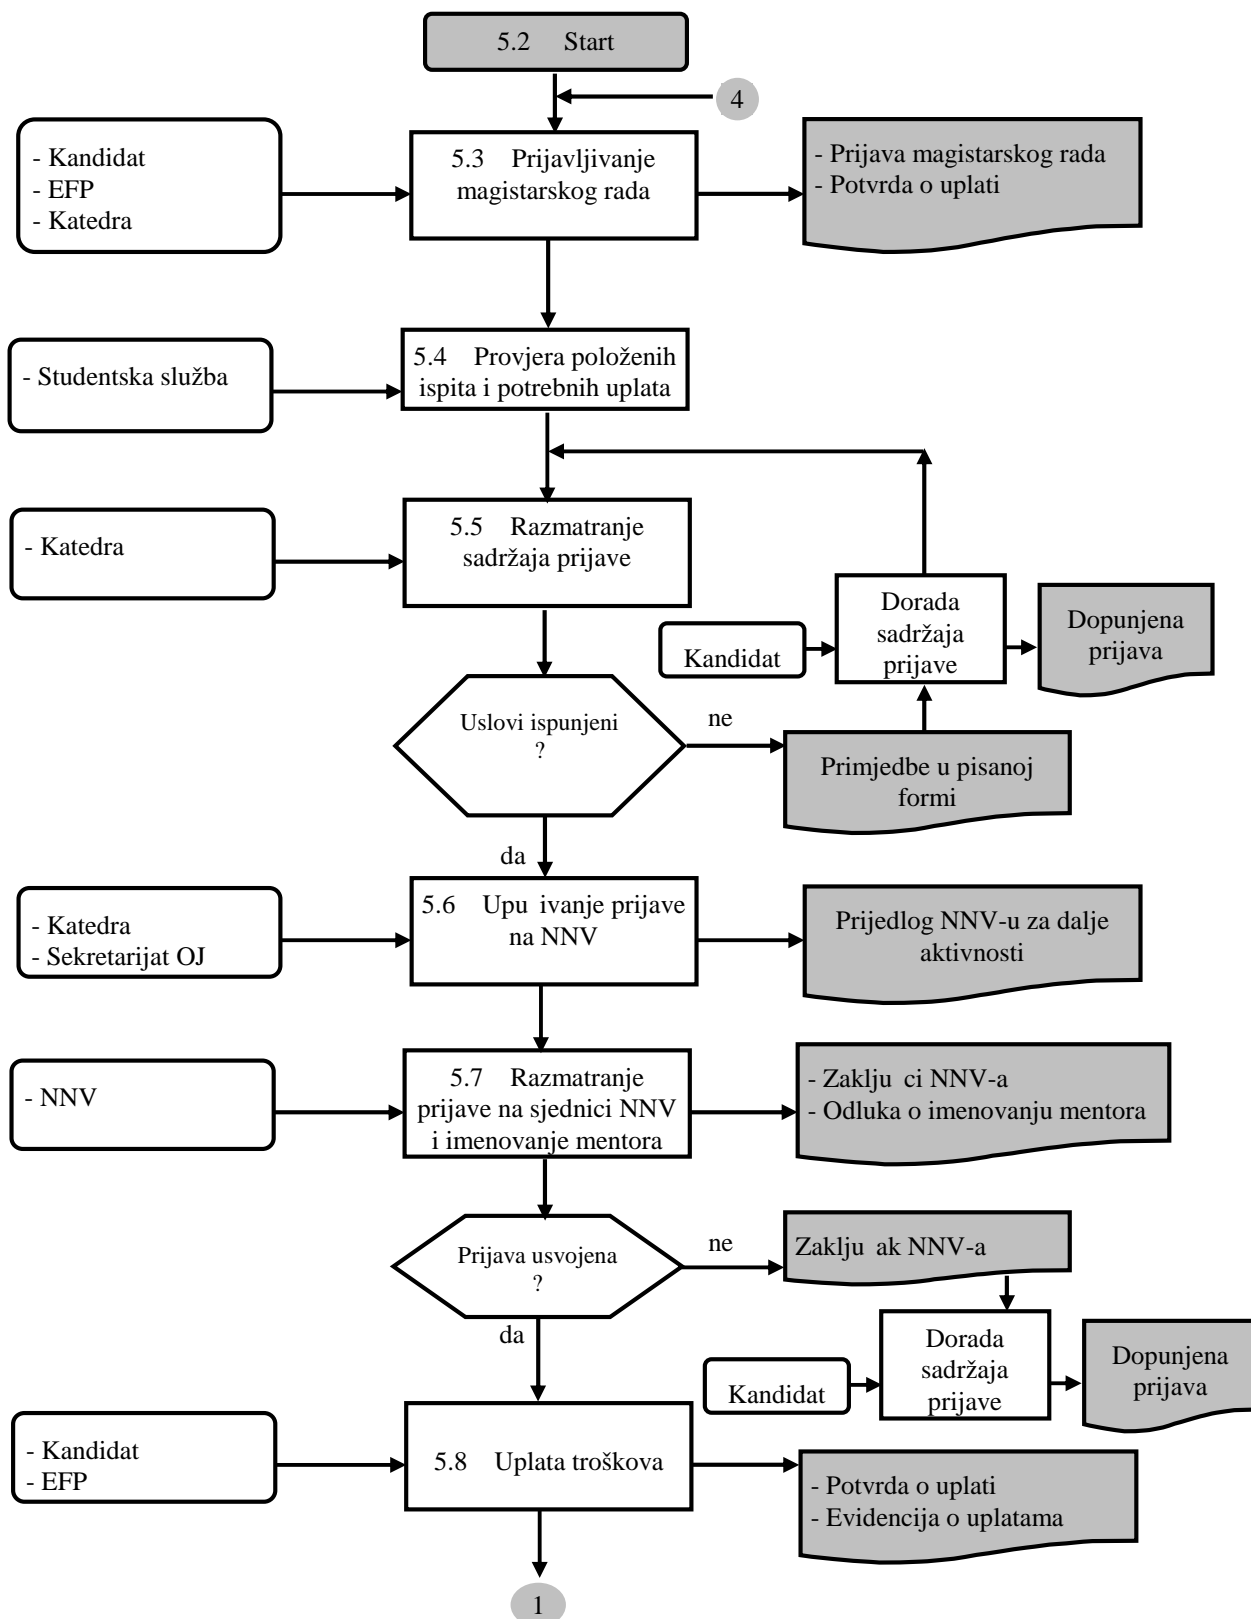 5.2 Start
4
- Kandidat
- EFP
- Katedra
5.3 Prijavljivanje
magistarskog rada
- Prijava magistarskog rada
- Potvrda o uplati
- Studentska služba
5.4 Provjera položenih
ispita i potrebnih uplata
- Katedra
5.5 Razmatranje
sadržaja prijave
Kandidat
Dorada
sadržaja
prijave
Dopunjena
prijava
Uslovi ispunjeni
?
ne
Primjedbe u pisanoj
formi
da
- Katedra
- Sekretarijat OJ
5.6 Upu ivanje prijave
na NNV
Prijedlog NNV-u za dalje
aktivnosti
- NNV
5.7 Razmatranje
prijave na sjednici NNV
i imenovanje mentora
- Zaklju ci NNV-a
- Odluka o imenovanju mentora
Prijava usvojena
?
ne
Zaklju ak NNV-a
da
Kandidat
Dorada
sadržaja
prijave
Dopunjena
prijava
- Kandidat
- EFP
5.8 Uplata troškova
- Potvrda o uplati
- Evidencija o uplatama
1